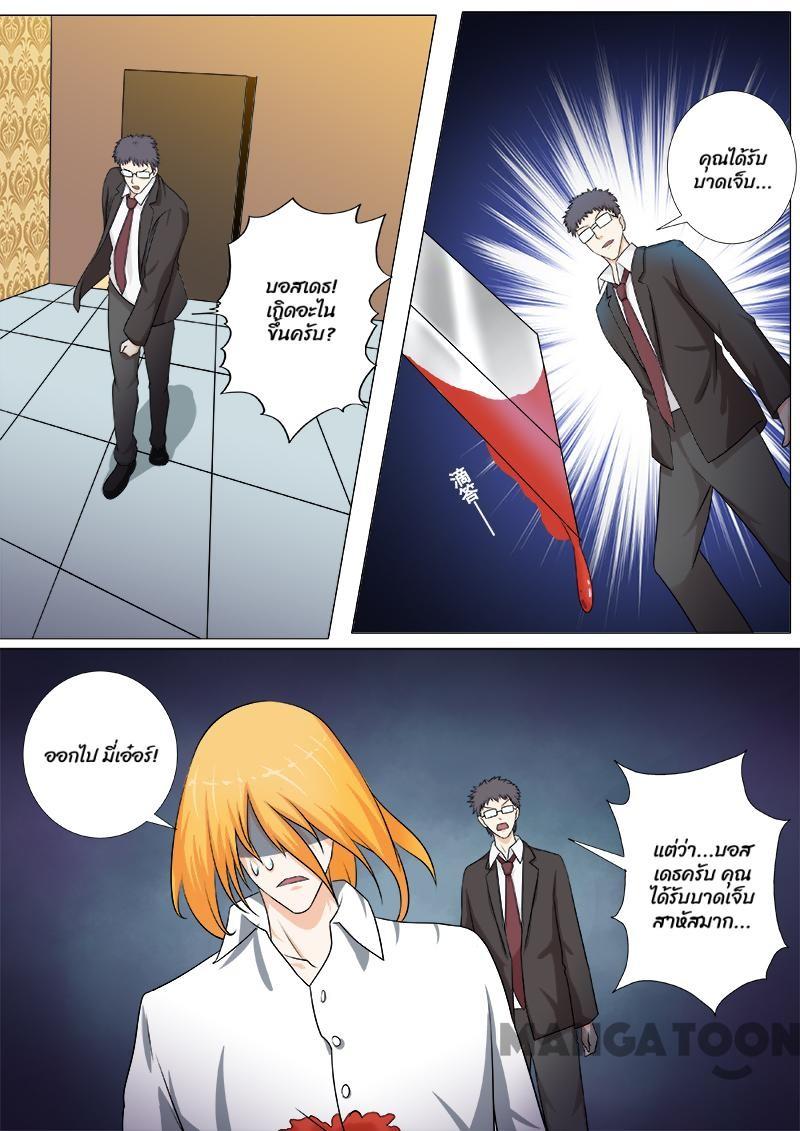 บอสเดธ!
เกิดอะไน
ขึ้นครับ?
คุณได้รับ
บาดเจ็บ...
滴答——
ออกไป มี่เอ๋อร์!
แต่ว่า...บอส
เดธครับ คุณ
ได้รับบาดเจ็บ
สาหัสมาก...
MANGATOON